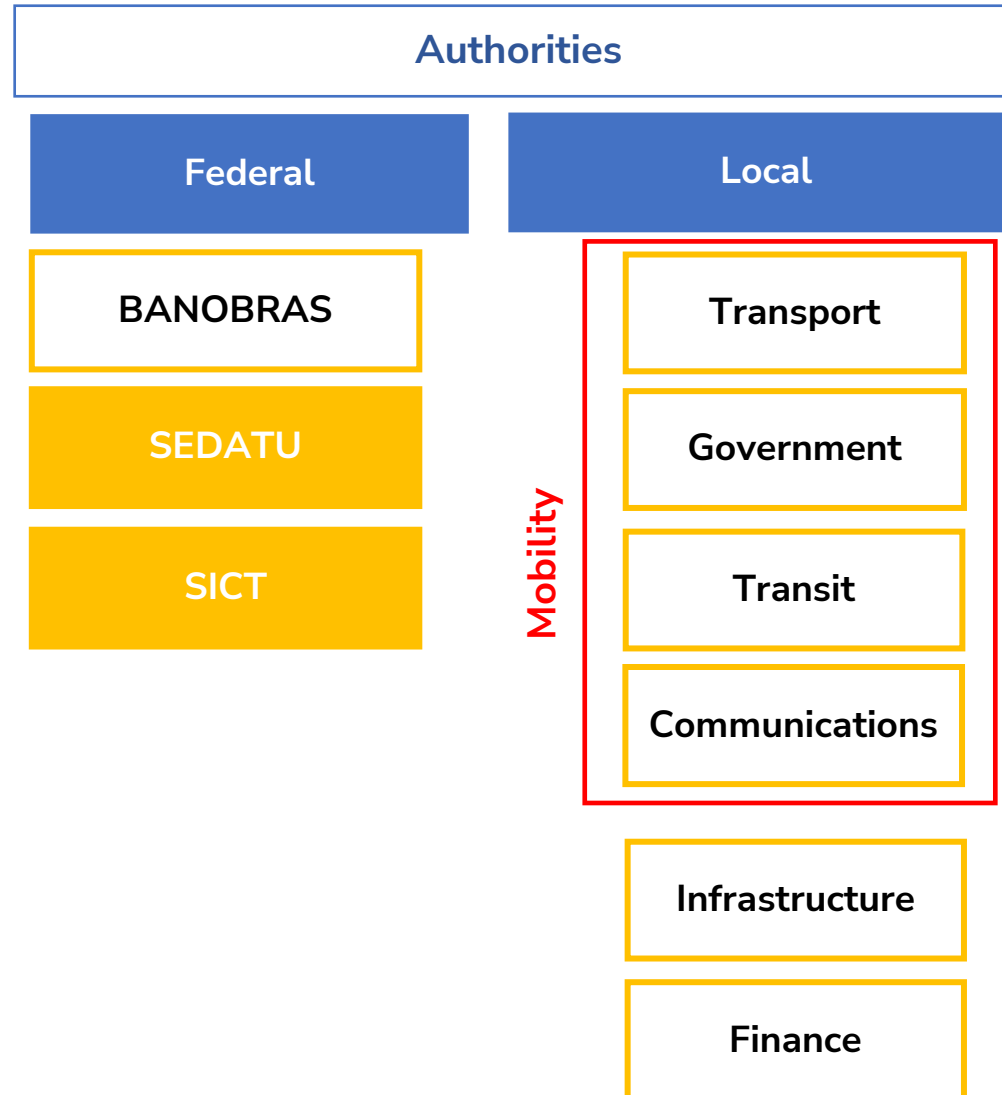 Authorities
Federal
Local
BANOBRAS
SEDATU
SICT
Mobility
Transport
Government
Transit
Communications
Infrastructure
Finance